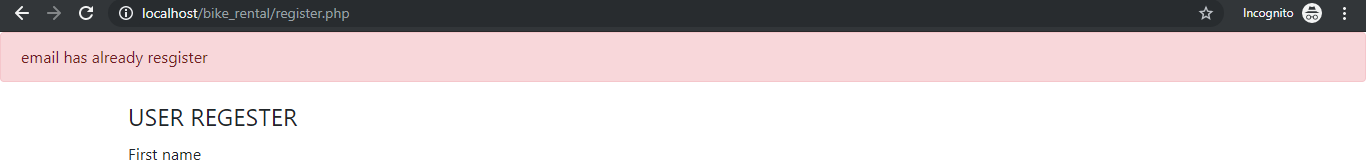 localhost/bike_rental/register.php
Incognito
email has already resgister
USER REGESTER
First name